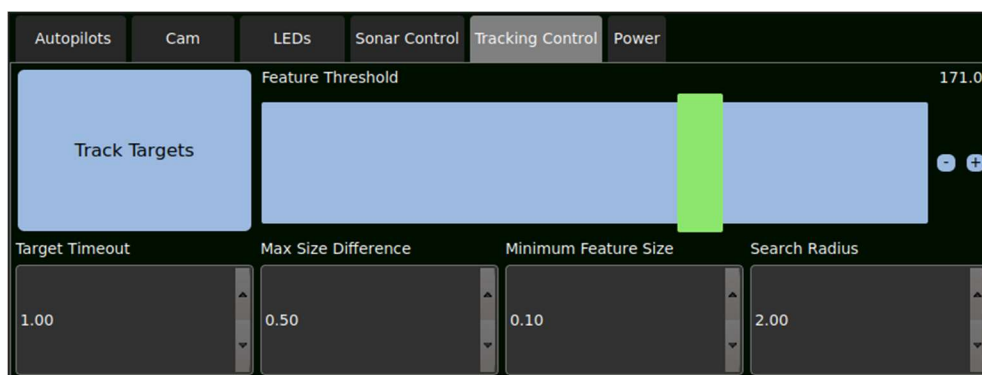 Autopilots Cam LEDs Sonar Control Tracking Control Power
Feature Threshold 171.0
Track Targets
- +
Target Timeout Max Size Difference Minimum Feature Size Search Radius
1.00 0.50 0.10 2.00